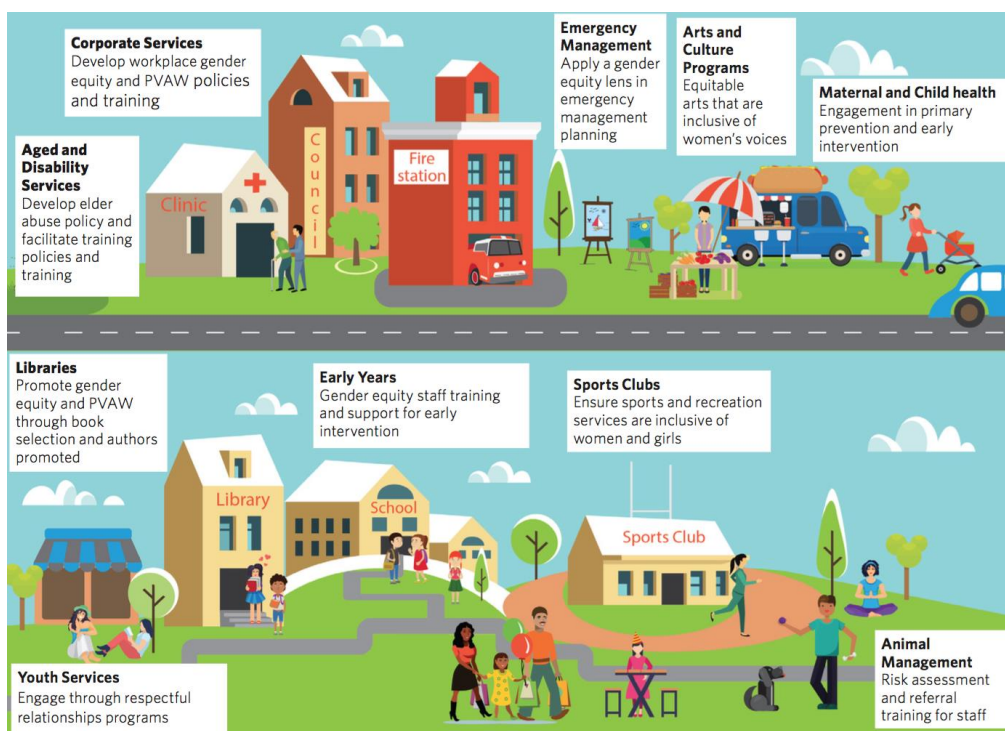 Corporate Services
Develop workplace gender
equity and PVAW policies
and training
Emergency
Management
Apply a gender
equity lens in
emergency
management
planning
Arts and
Culture
Programs
Equitable
arts that are
inclusive of
women's voices
Maternal and Child health
Engagement in primary
prevention and early
intervention
Aged and
Disability
Services
Develop elder
abuse policy and
facilitate training
policies and
training
Clinic
Council
Fire
station
Libraries
Promote gender
equity and PVAW
through book
selection and authors
promoted
Early Years
Gender equity staff training
and support for early
intervention
Sports Clubs
Ensure sports and recreation
services are inclusive of
women and girls
Library
School
Sports Club
Youth Services
Engage through respectful
relationships programs
Animal
Management
Risk assessment
and referral
training for staff